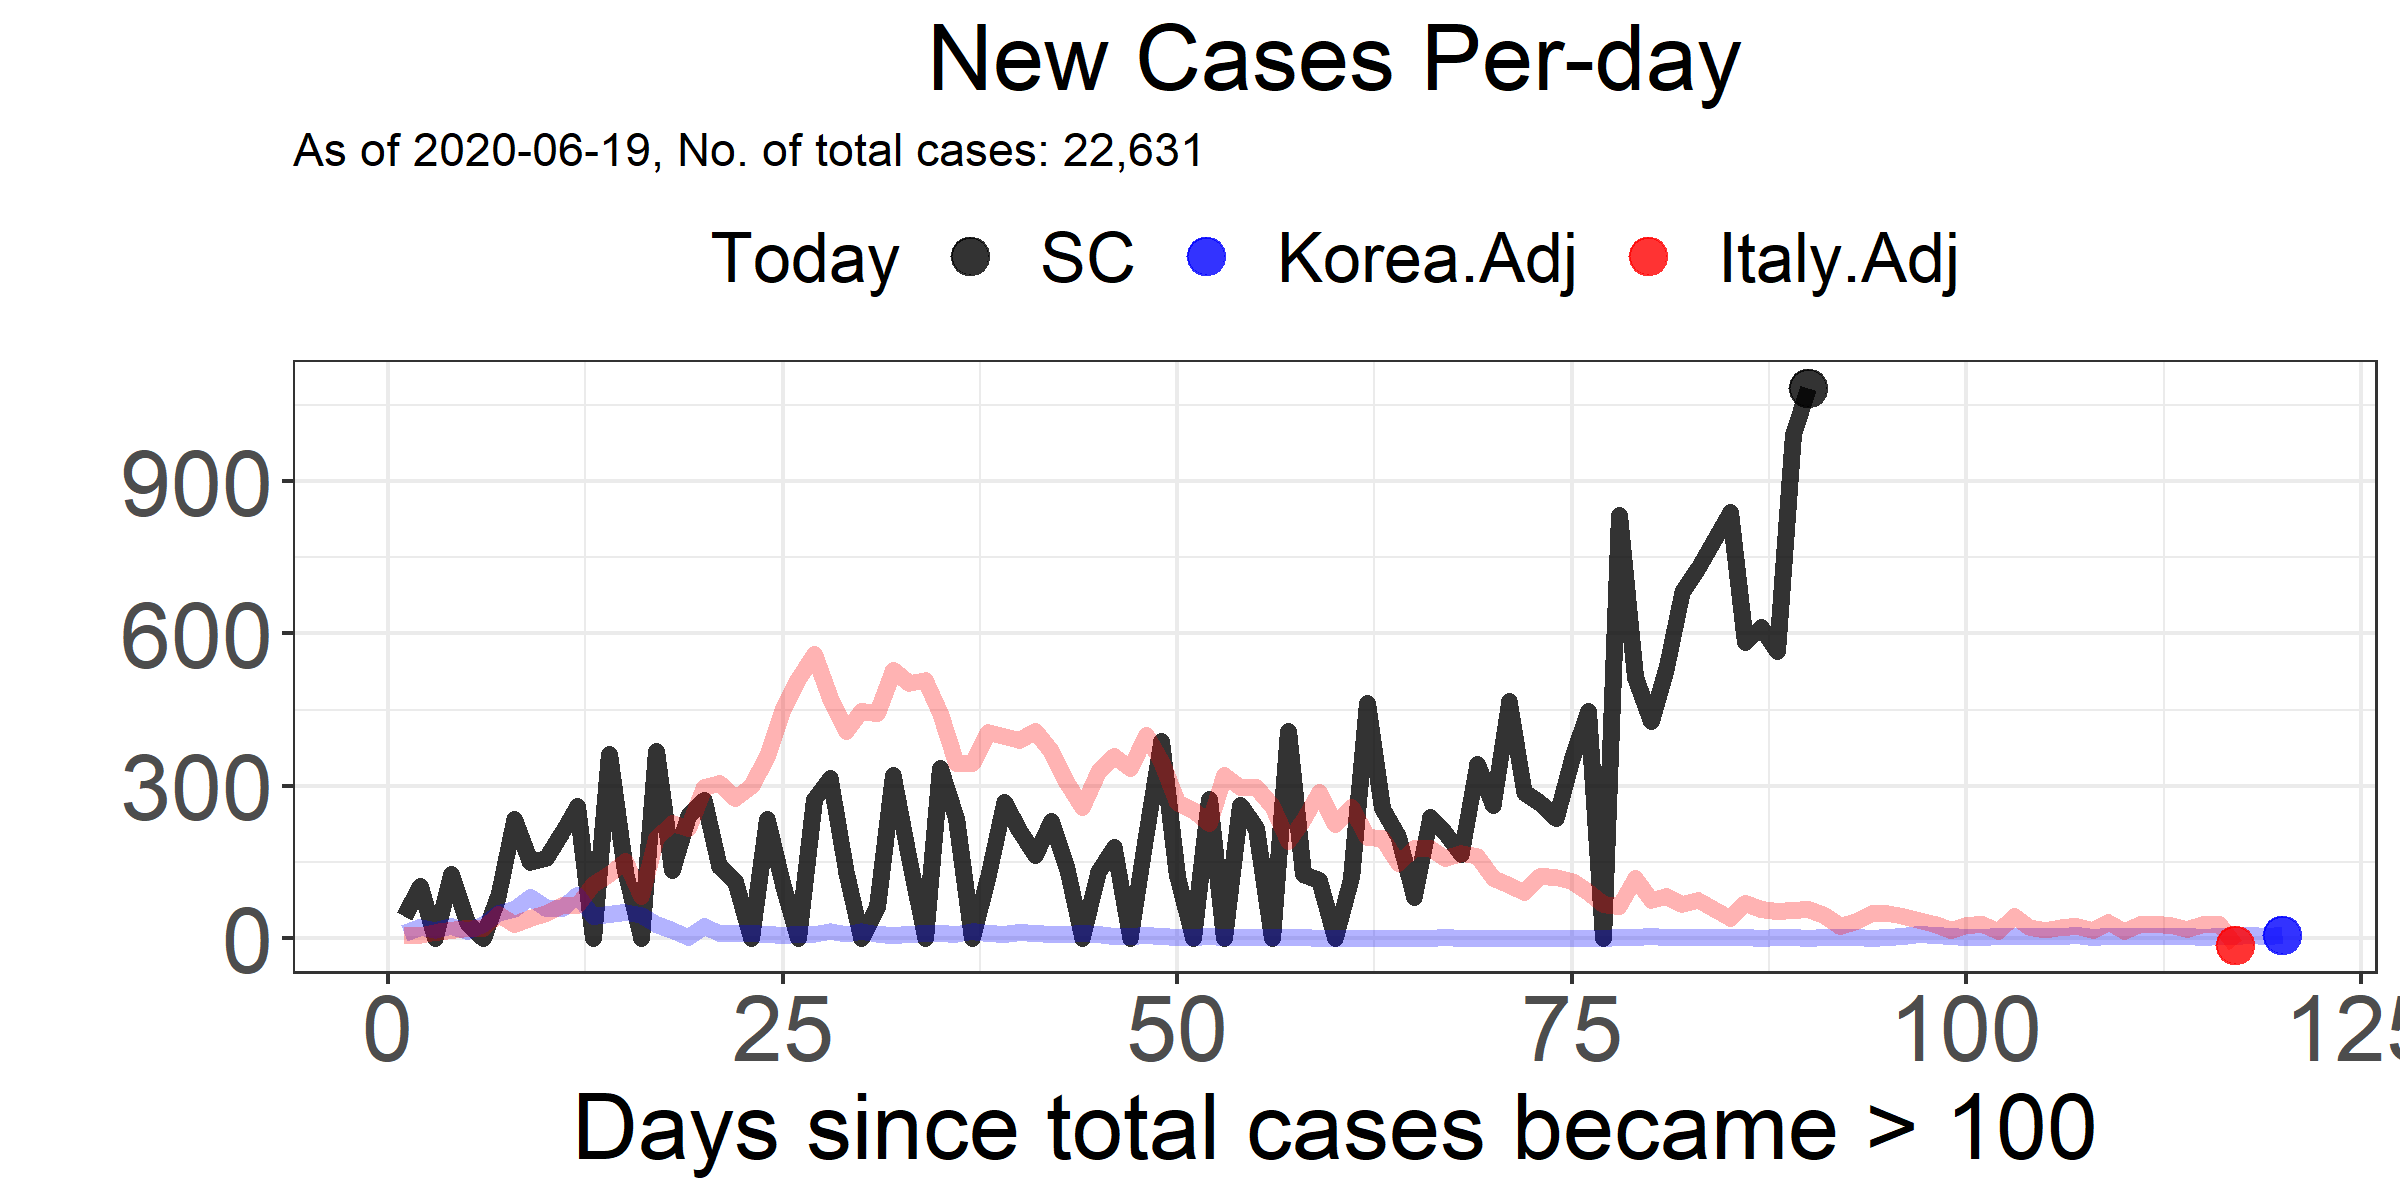 New Cases Per-day
As of 2020-06-19, No. of total cases: 22,631
Today SC Korea.Adj Italy.Adj
900
600
300
0
0 25 50 75 100 125
Days since total cases became > 100